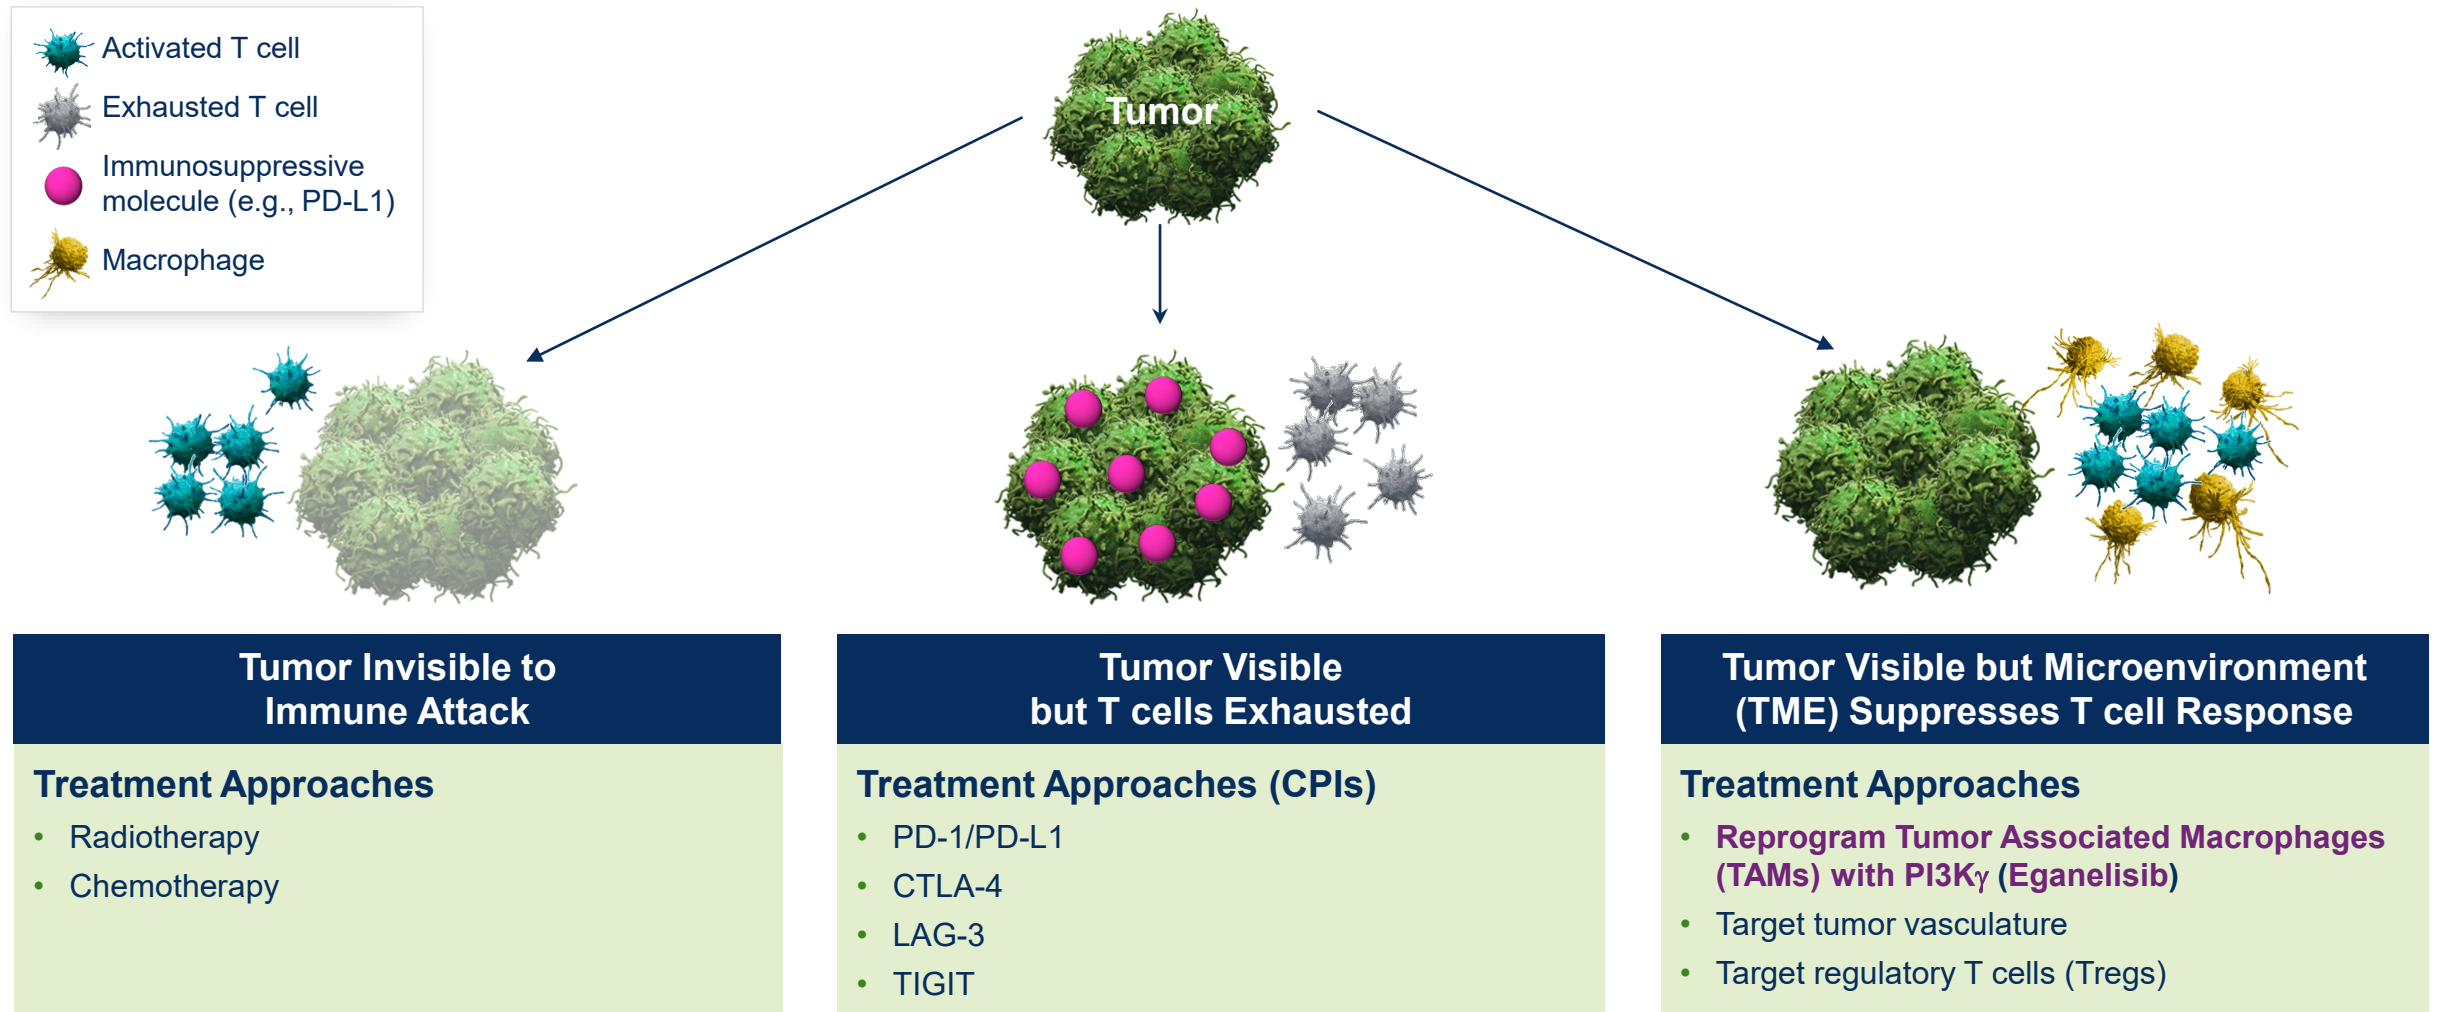 Activated T cell
Exhausted T cell
Immunosuppressive
molecule (e.g., PD-L1)
Macrophage
Tumor
Tumor Invisible to
Immune Attack
Treatment Approaches
• Radiotherapy
• Chemotherapy
Tumor Visible
but T cells Exhausted
Treatment Approaches (CPIs)
• PD-1/PD-L1
• CTLA-4
• LAG-3
• TIGIT
Tumor Visible but Microenvironment
(TME) Suppresses T cell Response
Treatment Approaches
• Reprogram Tumor Associated Macrophages
(TAMs) with PI3Kγ (Eganelisib)
• Target tumor vasculature
• Target regulatory T cells (Tregs)